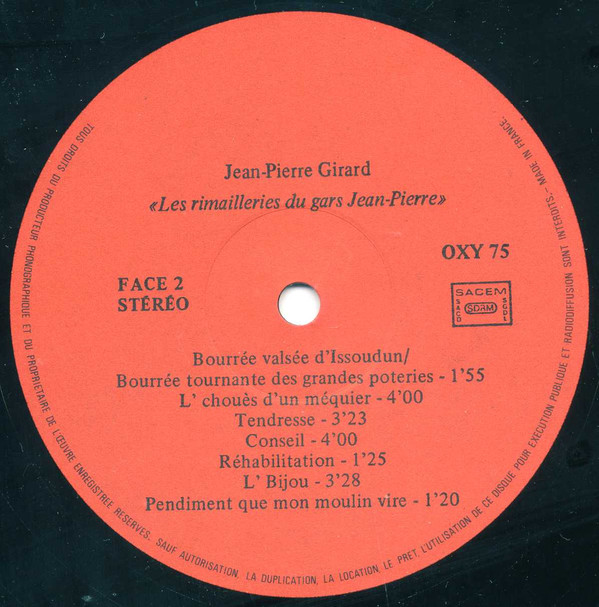 Jean-Pierre Girard
«Les rimailleries du gars Jean-Pierre»
OXY 75
FACE 2
STÉRÉO
SACEM
SACD SDRM SGDL
Bourrée valsée d'Issoudun/
Bourrée tournante des grandes poteries - 1'55
L' chouès d'un méquier - 4'00
Tendresse - 3'23
Conseil - 4'00
Réhabilitation - 1'25
L' Bijou - 3'28
Pendiment que mon moulin vire - 1'20
TOUS DROITS DU PRODUCTEUR PHONOGRAPHIQUE ET DU PROPRIETAIRE DE L'ŒUVRE ENREGISTREE RESERVES. SAUF AUTORISATION, LA DUPLICATION, LA LOCATION, LE PRET, L'UTILISATION DE CE DISQUE POUR EXECUTION PUBLIQUE ET RADIODIFFUSION SONT INTERDITS.- MADE IN FRANCE.